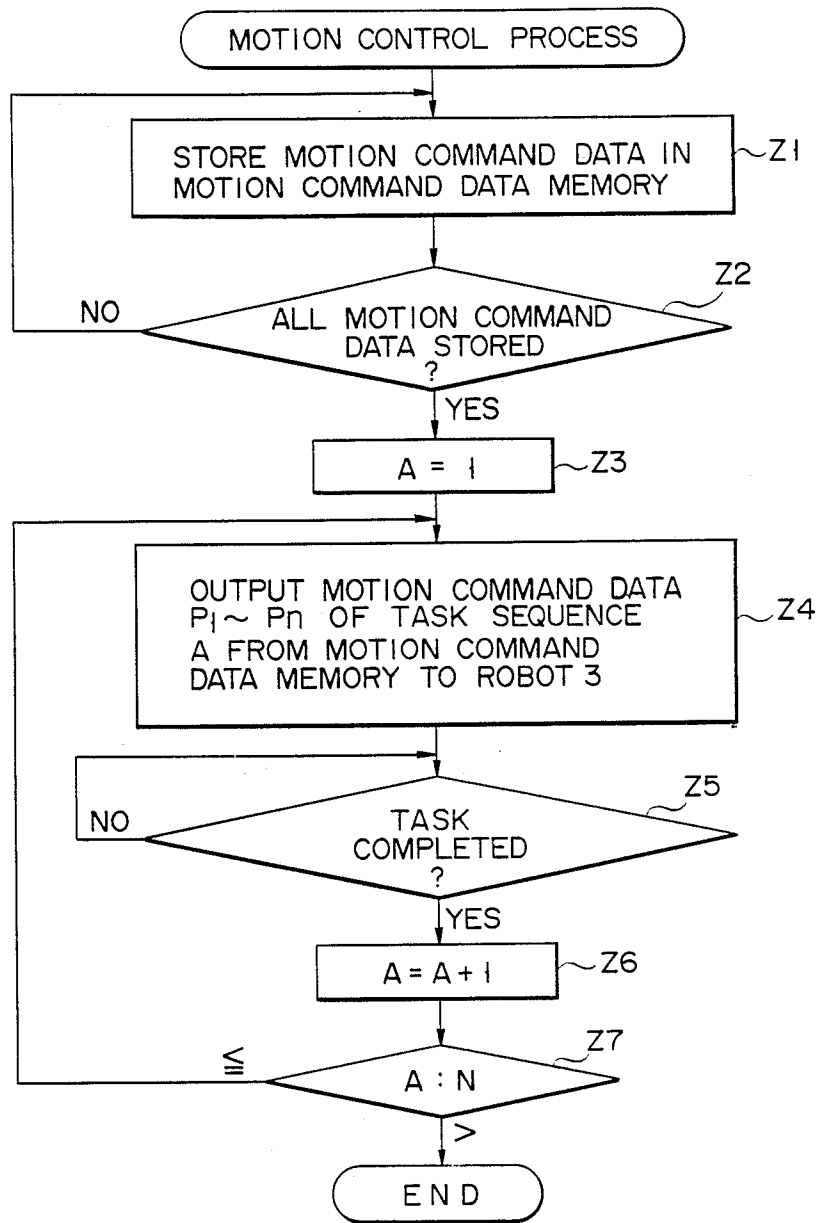 MOTION CONTROL PROCESS
STORE MOTION COMMAND DATA IN
MOTION COMMAND DATA MEMORY
Z1
Z2
NO
ALL MOTION COMMAND
DATA STORED
?
YES
A = 1
Z3
OUTPUT MOTION COMMAND DATA
P1~ Pn OF TASK SEQUENCE
A FROM MOTION COMMAND
DATA MEMORY TO ROBOT 3
Z4
Z5
NO
TASK
COMPLETED
?
YES
A = A + 1
Z6
Z7
≦
A : N
>
END